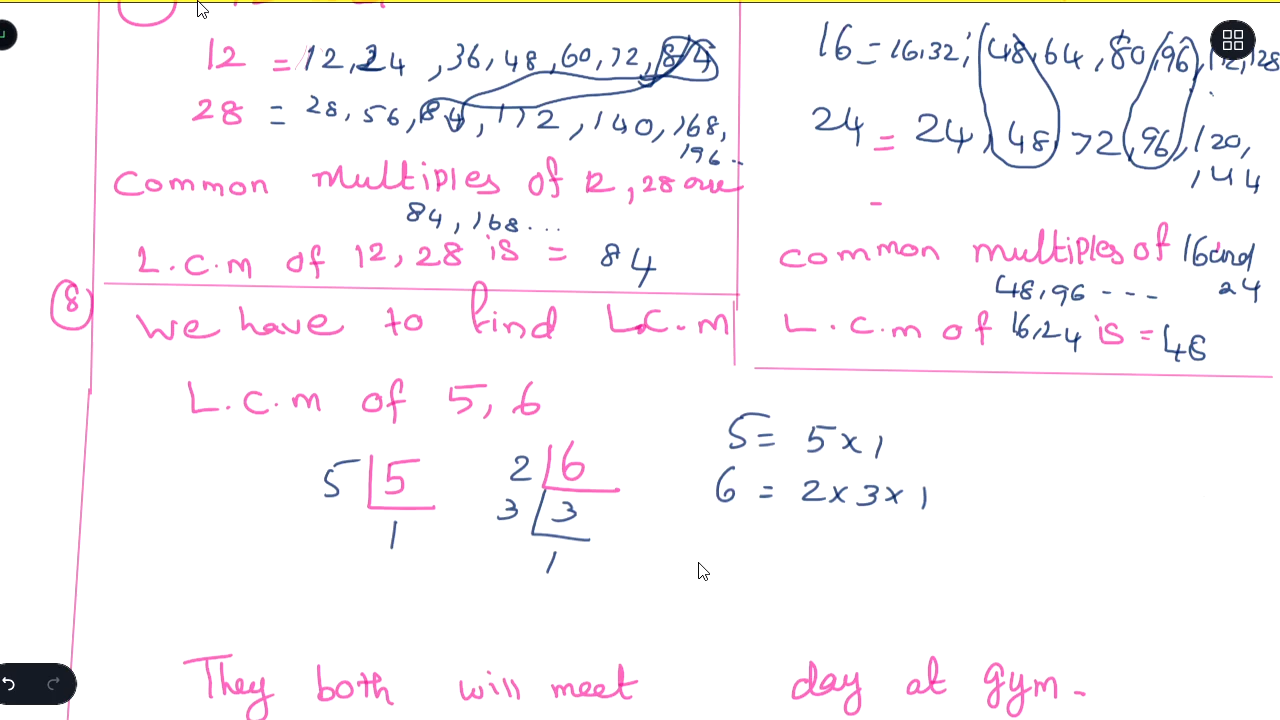 12 = 12, 24, 36, 48, 60, 72, 84
28 = 28, 56, 84, 112, 140, 168,
196 ..
Common multiples of 12, 28 are
84, 168 ...
L.C.M of 12, 28 is = 84
16 = 16, 32, 48, 64, 80, 96, 112, 128
24 = 24, 48, 72, 96, 120,
, 144
Common multiples of 16 and
24
48, 96 ---
L.C.M of 16, 24 is = 48
8
We have to find L.C.M
L.C.M of 5, 6
5 | 5
1
2 | 6
3 | 3
1
5 = 5 x 1
6 = 2 x 3 x 1
They both will meet day at gym.